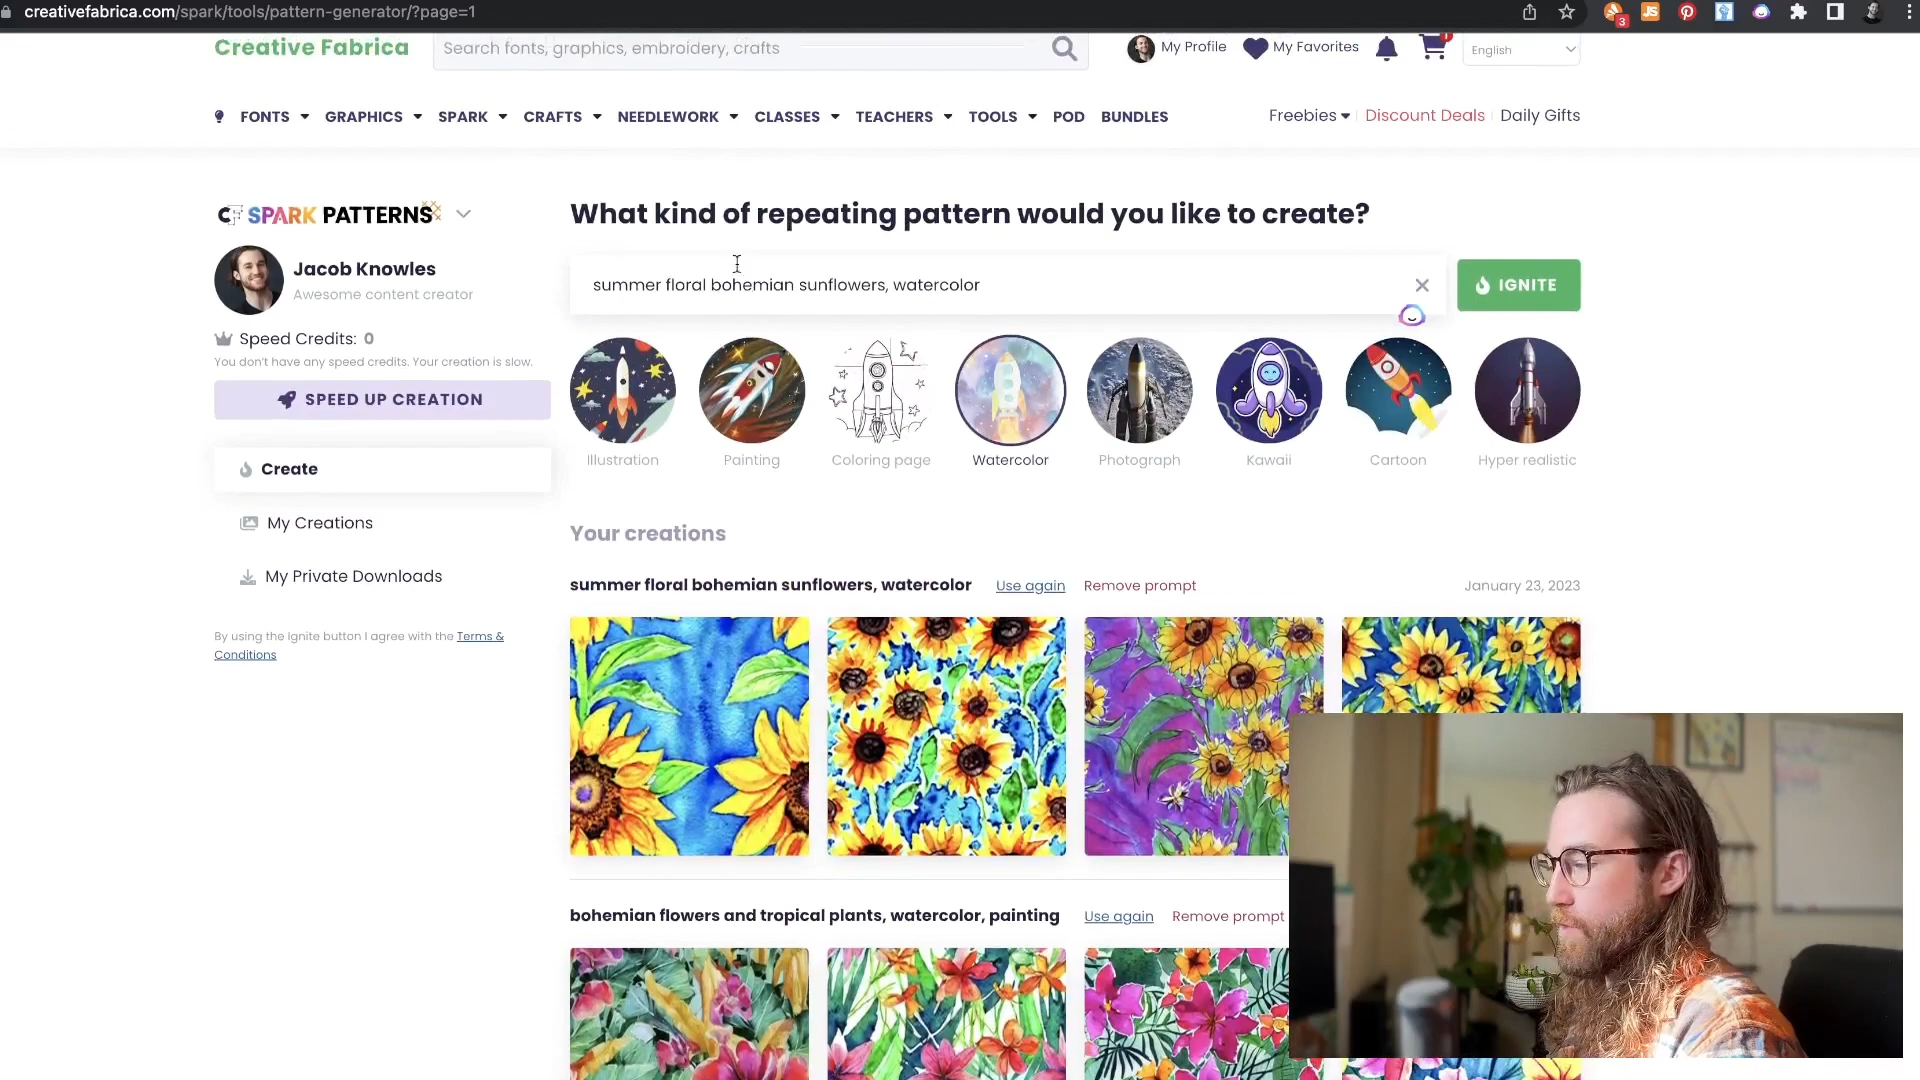 creativefabrica.com/spark/tools/pattern-generator/?page=1
3
JS
Creative Fabrica
Search fonts, graphics, embroidery, crafts
My Profile
My Favorites
1
English
FONTS GRAPHICS SPARK CRAFTS NEEDLEWORK CLASSES TEACHERS TOOLS POD BUNDLES
Freebies Discount Deals Daily Gifts
CF SPARK PATTERNS
What kind of repeating pattern would you like to create?
Jacob Knowles
Awesome content creator
summer floral bohemian sunflowers, watercolor
IGNITE
Speed Credits: 0
You don't have any speed credits. Your creation is slow.
SPEED UP CREATION
Illustration Painting Coloring page Watercolor Photograph Kawaii Cartoon Hyper realistic
Create
My Creations
My Private Downloads
By using the Ignite button I agree with the Terms &
Conditions
Your creations
summer floral bohemian sunflowers, watercolor Use again Remove prompt January 23, 2023
bohemian flowers and tropical plants, watercolor, painting Use again Remove prompt